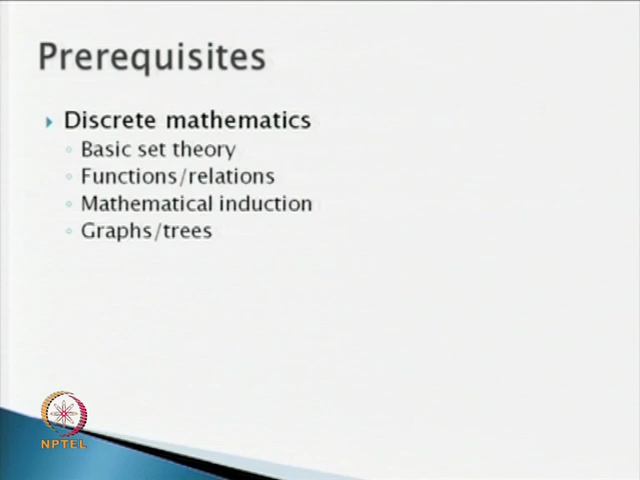 Prerequisites
Discrete mathematics
Basic set theory
Functions/relations
Mathematical induction
Graphs/trees
NPTEL